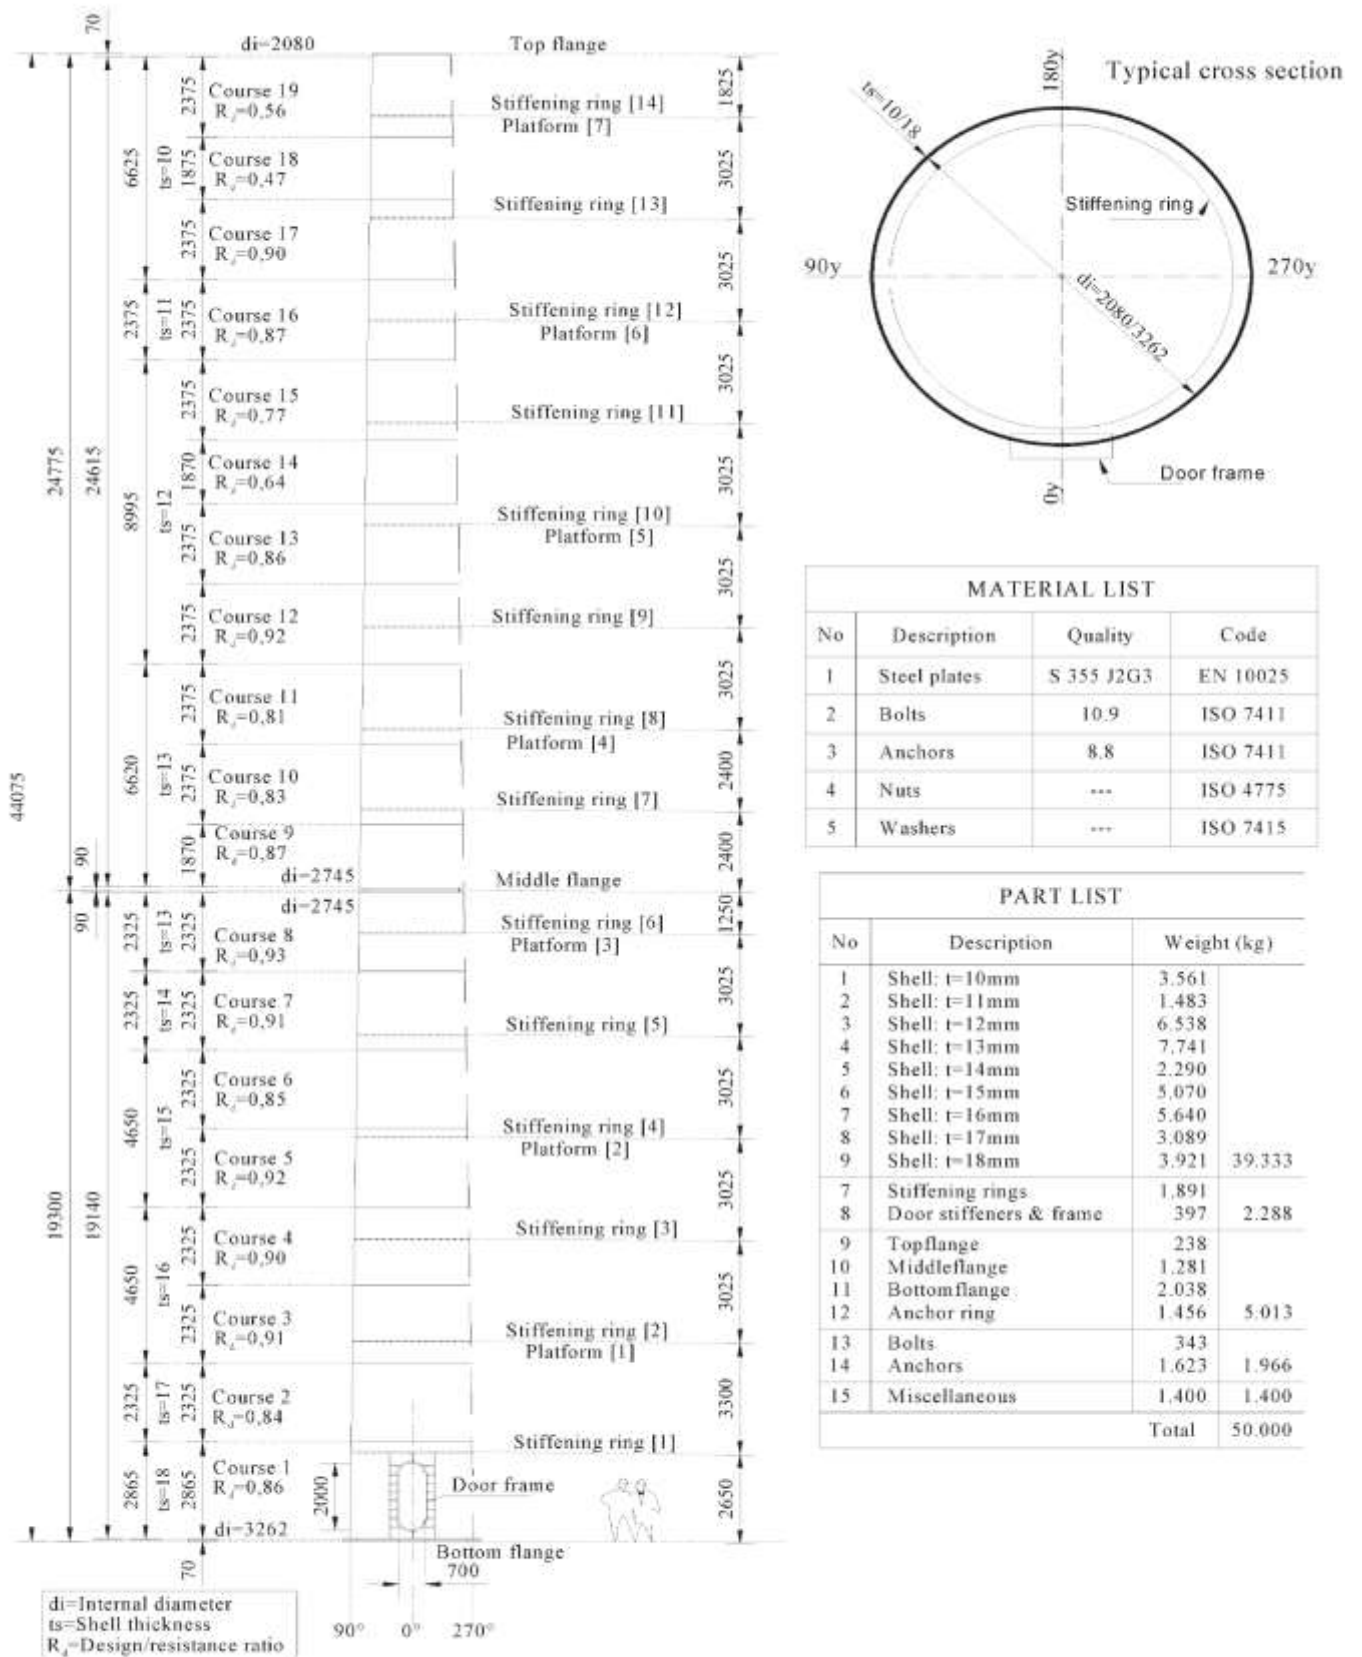 70
di=2080
Top flange
2375
Course 19
R_d=0,56
Stiffening ring [14]
Platform [7]
1825
6625
ts=10
1875
Course 18
R_d=0,47
3025
Stiffening ring [13]
2375
Course 17
R_d=0,90
3025
2375
ts=11
2375
Course 16
R_d=0,87
Stiffening ring [12]
Platform [6]
3025
2375
Course 15
R_d=0,77
Stiffening ring [11]
24775
24615
8995
ts=12
1870
Course 14
R_d=0,64
3025
Stiffening ring [10]
Platform [5]
2375
Course 13
R_d=0,86
3025
2375
Course 12
R_d=0,92
Stiffening ring [9]
3025
2375
Course 11
R_d=0,81
Stiffening ring [8]
Platform [4]
44075
6620
ts=13
2375
Course 10
R_d=0,83
2400
Stiffening ring [7]
1870
Course 9
R_d=0,87
2400
90
di=2745
Middle flange
90
di=2745
2325
ts=13
2325
Course 8
R_d=0,93
Stiffening ring [6]
Platform [3]
1250
2325
ts=14
2325
Course 7
R_d=0,91
3025
Stiffening ring [5]
4650
ts=15
2325
Course 6
R_d=0,85
3025
Stiffening ring [4]
Platform [2]
2325
Course 5
R_d=0,92
3025
19300
19140
4650
ts=16
2325
Course 4
R_d=0,90
Stiffening ring [3]
3025
2325
Course 3
R_d=0,91
Stiffening ring [2]
Platform [1]
2325
ts=17
2325
Course 2
R_d=0,84
3300
Stiffening ring [1]
2865
ts=18
2865
Course 1
R_d=0,86
2000
Door frame
2650
di=3262
Bottom flange
70
700
90° 0° 270°
di=Internal diameter
ts=Shell thickness
R_d=Design/resistance ratio
Typical cross section
180y
ts=10/18
Stiffening ring
90y
270y
di=2080/3262
Door frame
0y
MATERIAL LIST
No Description Quality Code
1 Steel plates S 355 J2G3 EN 10025
2 Bolts 10.9 ISO 7411
3 Anchors 8.8 ISO 7411
4 Nuts --- ISO 4775
5 Washers --- ISO 7415
PART LIST
No Description Weight (kg)
1 Shell: t=10mm 3.561
2 Shell: t=11mm 1.483
3 Shell: t=12mm 6.538
4 Shell: t=13mm 7.741
5 Shell: t=14mm 2.290
6 Shell: t=15mm 5.070
7 Shell: t=16mm 5.640
8 Shell: t=17mm 3.089
9 Shell: t=18mm 3.921 39.333
7 Stiffening rings 1.891
8 Door stiffeners & frame 397 2.288
9 Topflange 238
10 Middleflange 1.281
11 Bottomflange 2.038
12 Anchor ring 1.456 5.013
13 Bolts 343
14 Anchors 1.623 1.966
15 Miscellaneous 1.400 1.400
Total 50.000